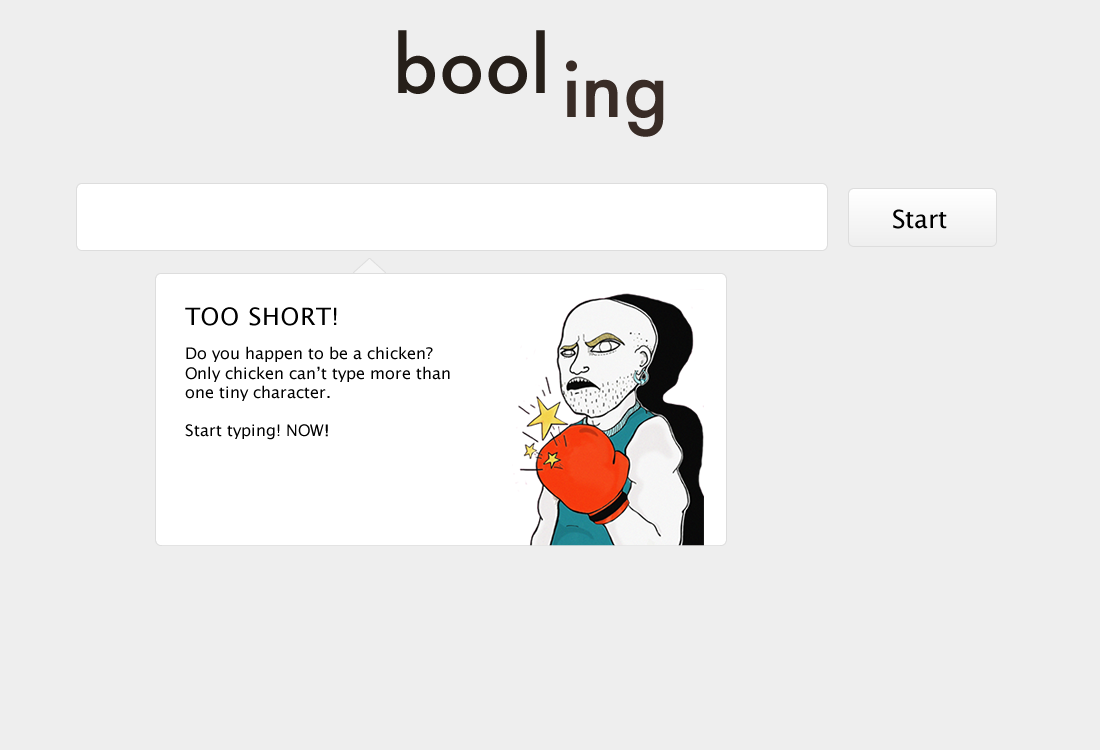 bool ing
Start
TOO SHORT!
Do you happen to be a chicken?
Only chicken can’t type more than
one tiny character.
Start typing! NOW!